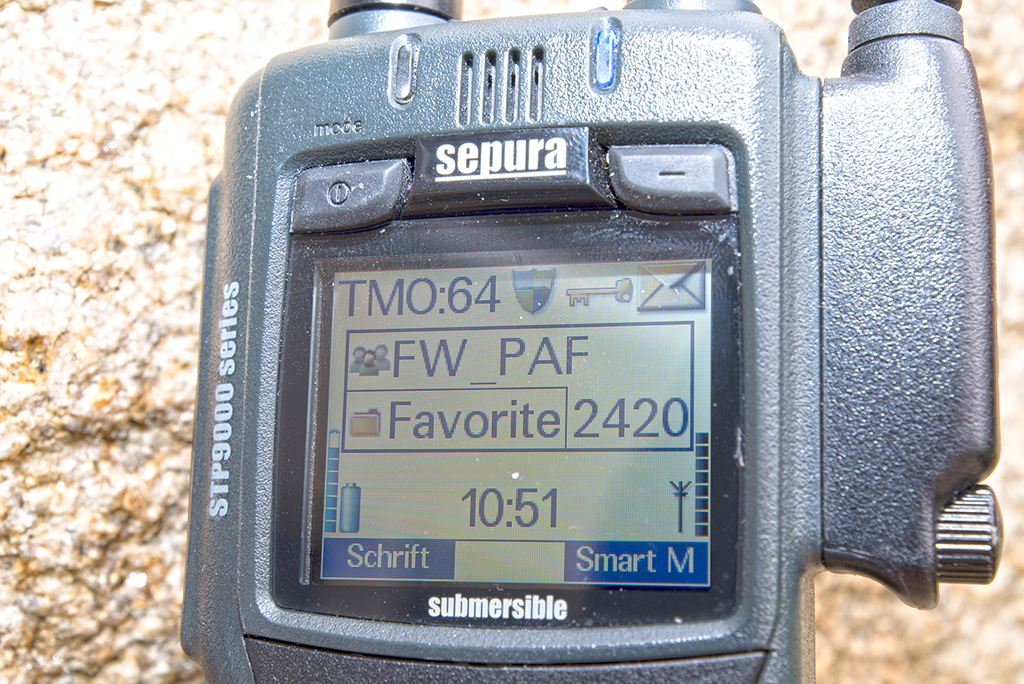 mode
sepura
TMO:64
FW_PAF
Favorite 2420
10:51
Schrift Smart M
submersible
STP9000 series